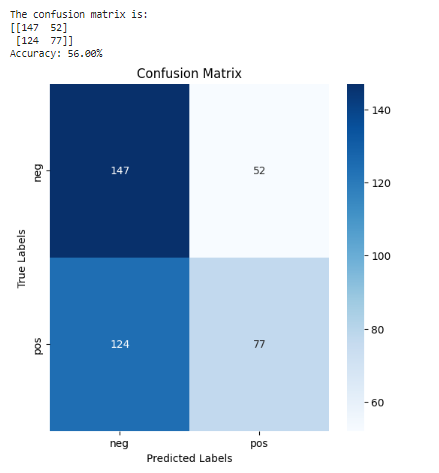 The confusion matrix is:
[[147  52]
 [124  77]]
Accuracy: 56.00%
Confusion Matrix
neg
147
52
pos
124
77
True Labels
neg
pos
Predicted Labels
140
120
100
80
60